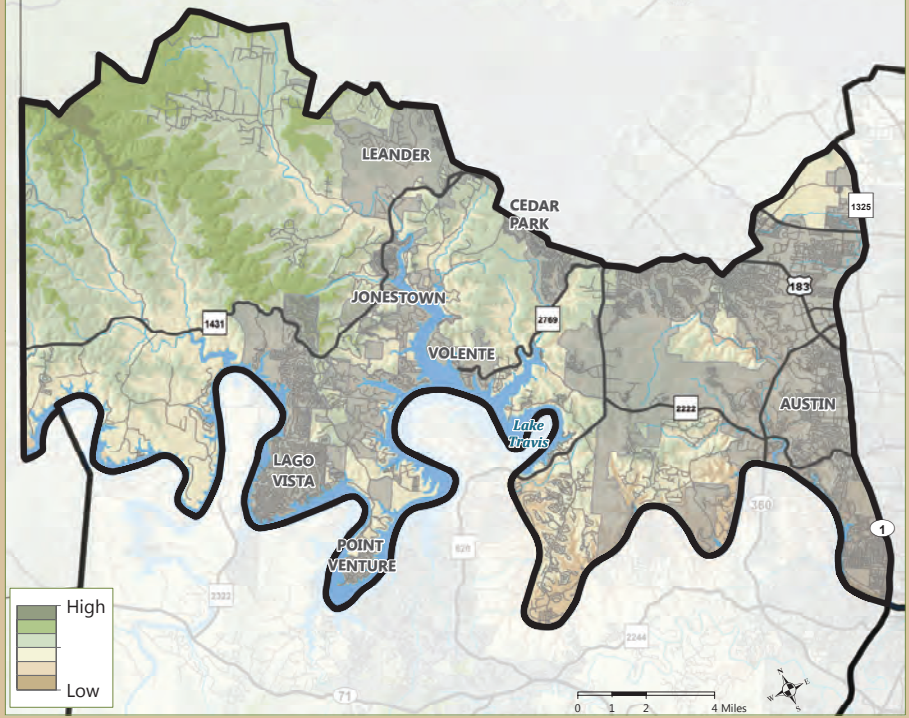 LEANDER
CEDAR
PARK
1325
183
JONESTOWN
1431
2769
VOLENTE
2222
AUSTIN
Lake
Travis
LAGO
VISTA
360
1
POINT
VENTURE
620
2322
High
Low
2244
71
N
W
E
S
0 1 2 4 Miles